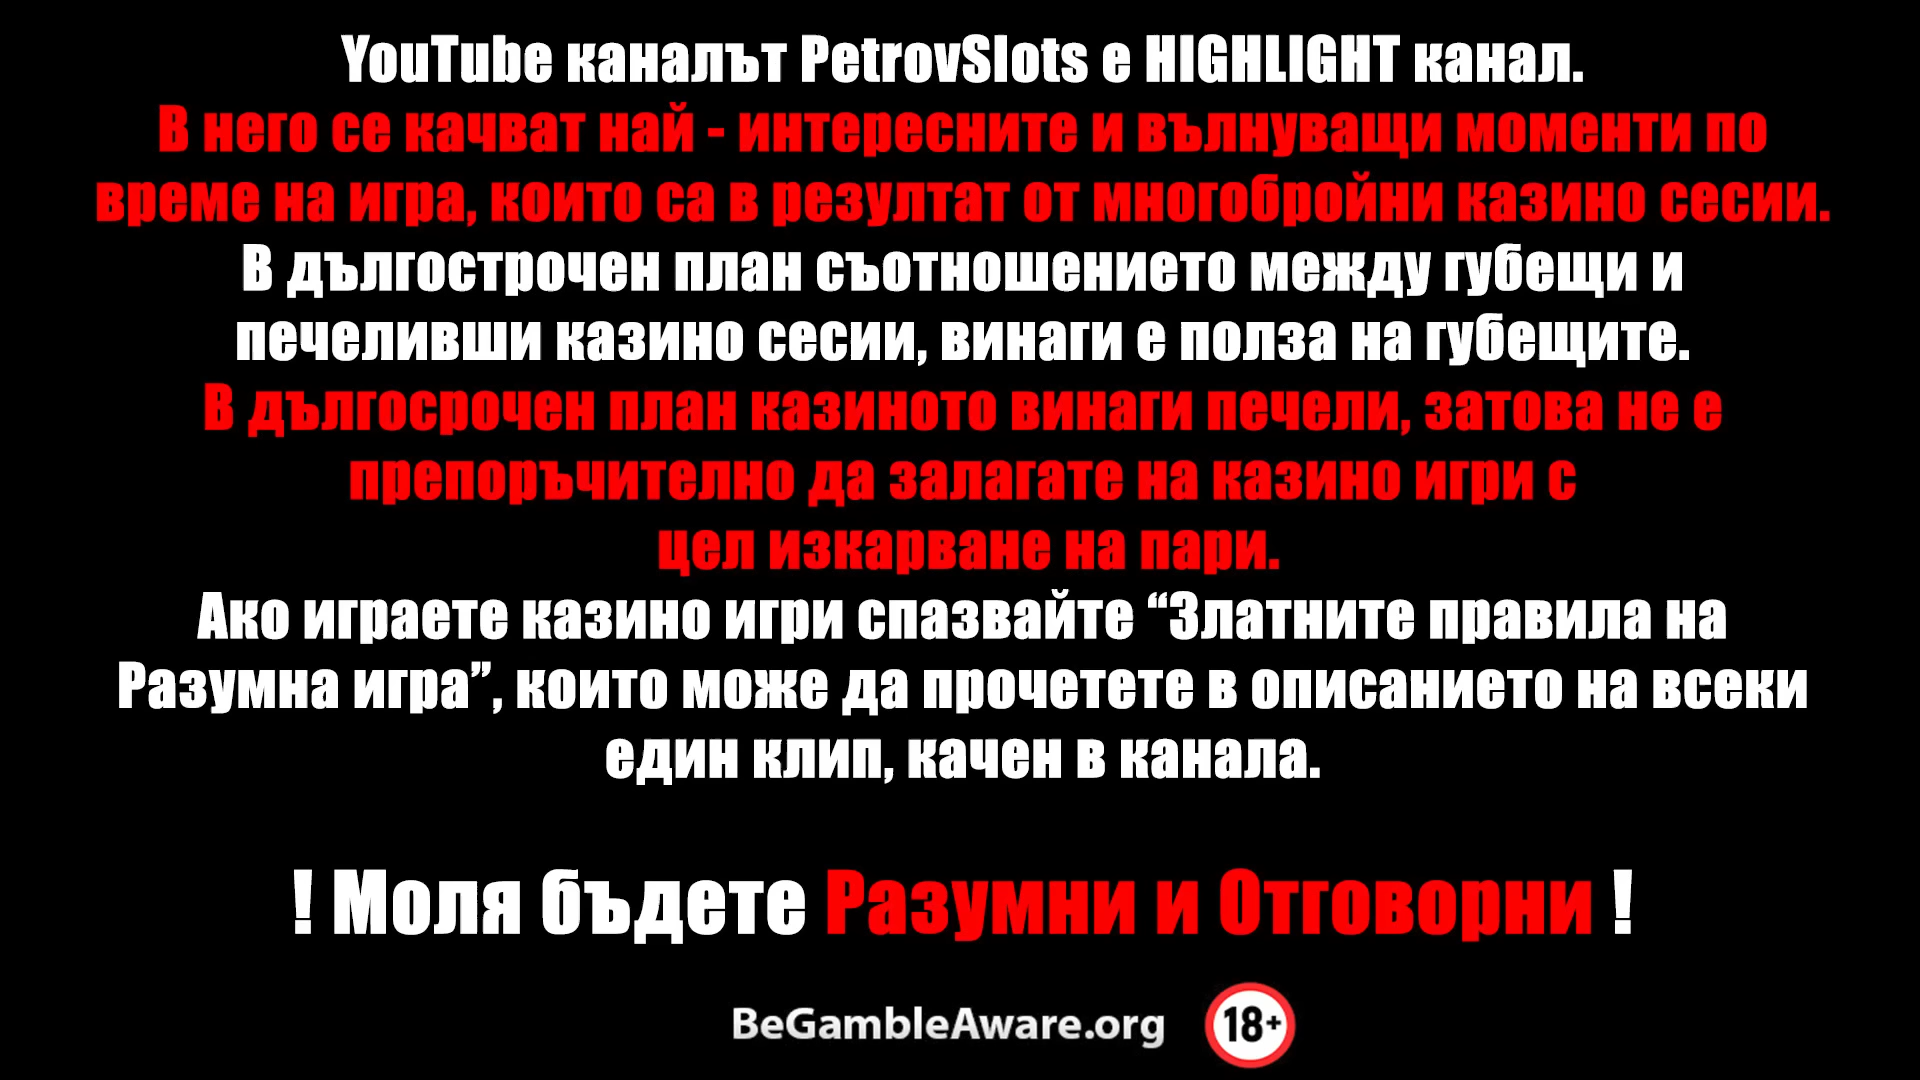 YouTube каналът PetrovSlots е HIGHLIGHT канал.
В него се качват най - интересните и вълнуващи моменти по
време на игра, които са в резултат от многобройни казино сесии.
В дългострочен план съотношението между губещи и
печеливши казино сесии, винаги е полза на губещите.
В дългосрочен план казиното винаги печели, затова не е
препоръчително да залагате на казино игри с
цел изкарване на пари.
Ако играете казино игри спазвайте “Златните правила на
Разумна игра”, които може да прочетете в описанието на всеки
един клип, качен в канала.
! Моля бъдете Разумни и Отговорни !
BeGambleAware.org 18+